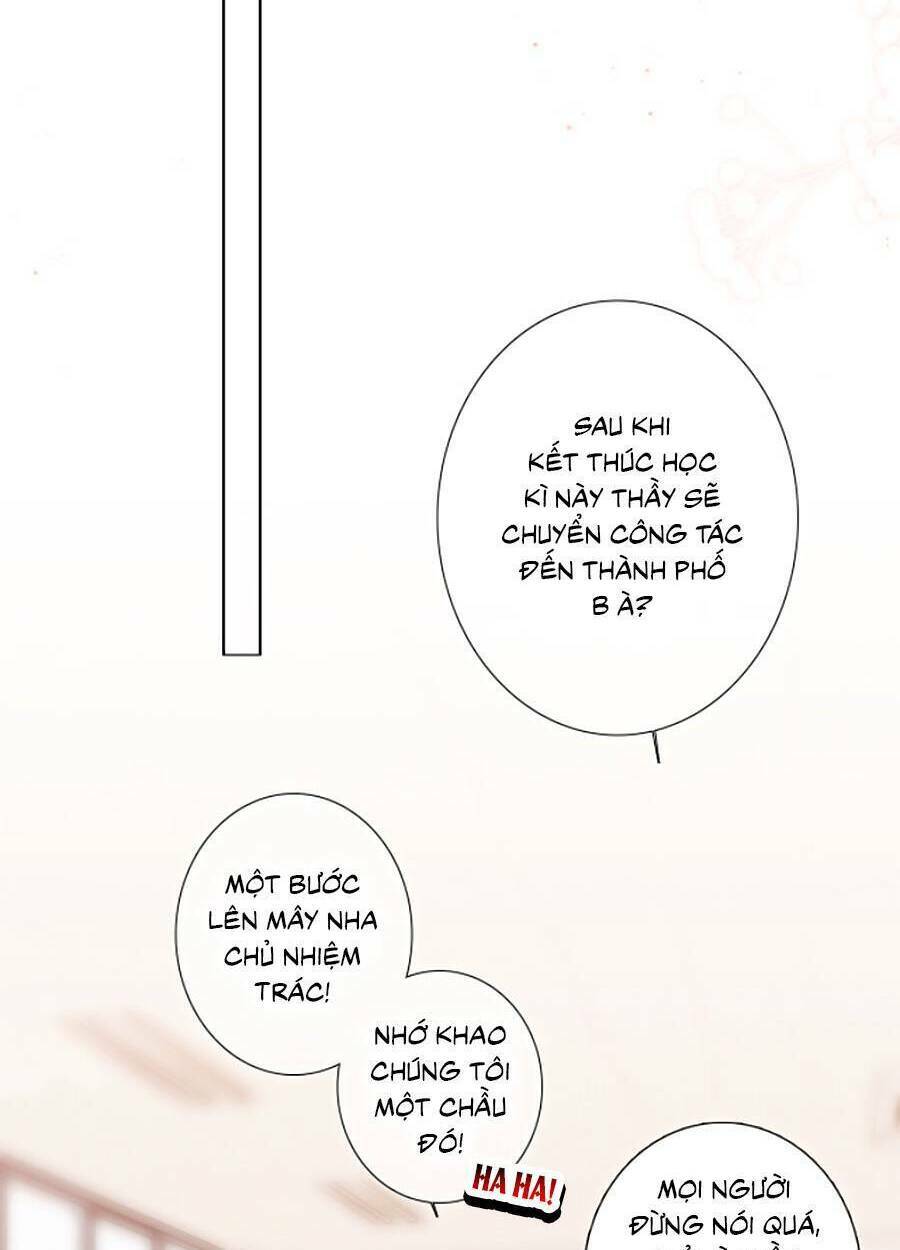 SAU KHI
KẾT THÚC HỌC
KÌ NÀY THẦY SẼ
CHUYỂN CÔNG TÁC
ĐẾN THÀNH PHỐ
B À?
MỘT BƯỚC
LÊN MÂY NHA
CHỦ NHIỆM
TRÁC!
NHỚ KHAO
CHÚNG TÔI
MỘT CHẦU
ĐÓ!
HA HA!
MỌI NGƯỜI
ĐỪNG NÓI QUÁ,